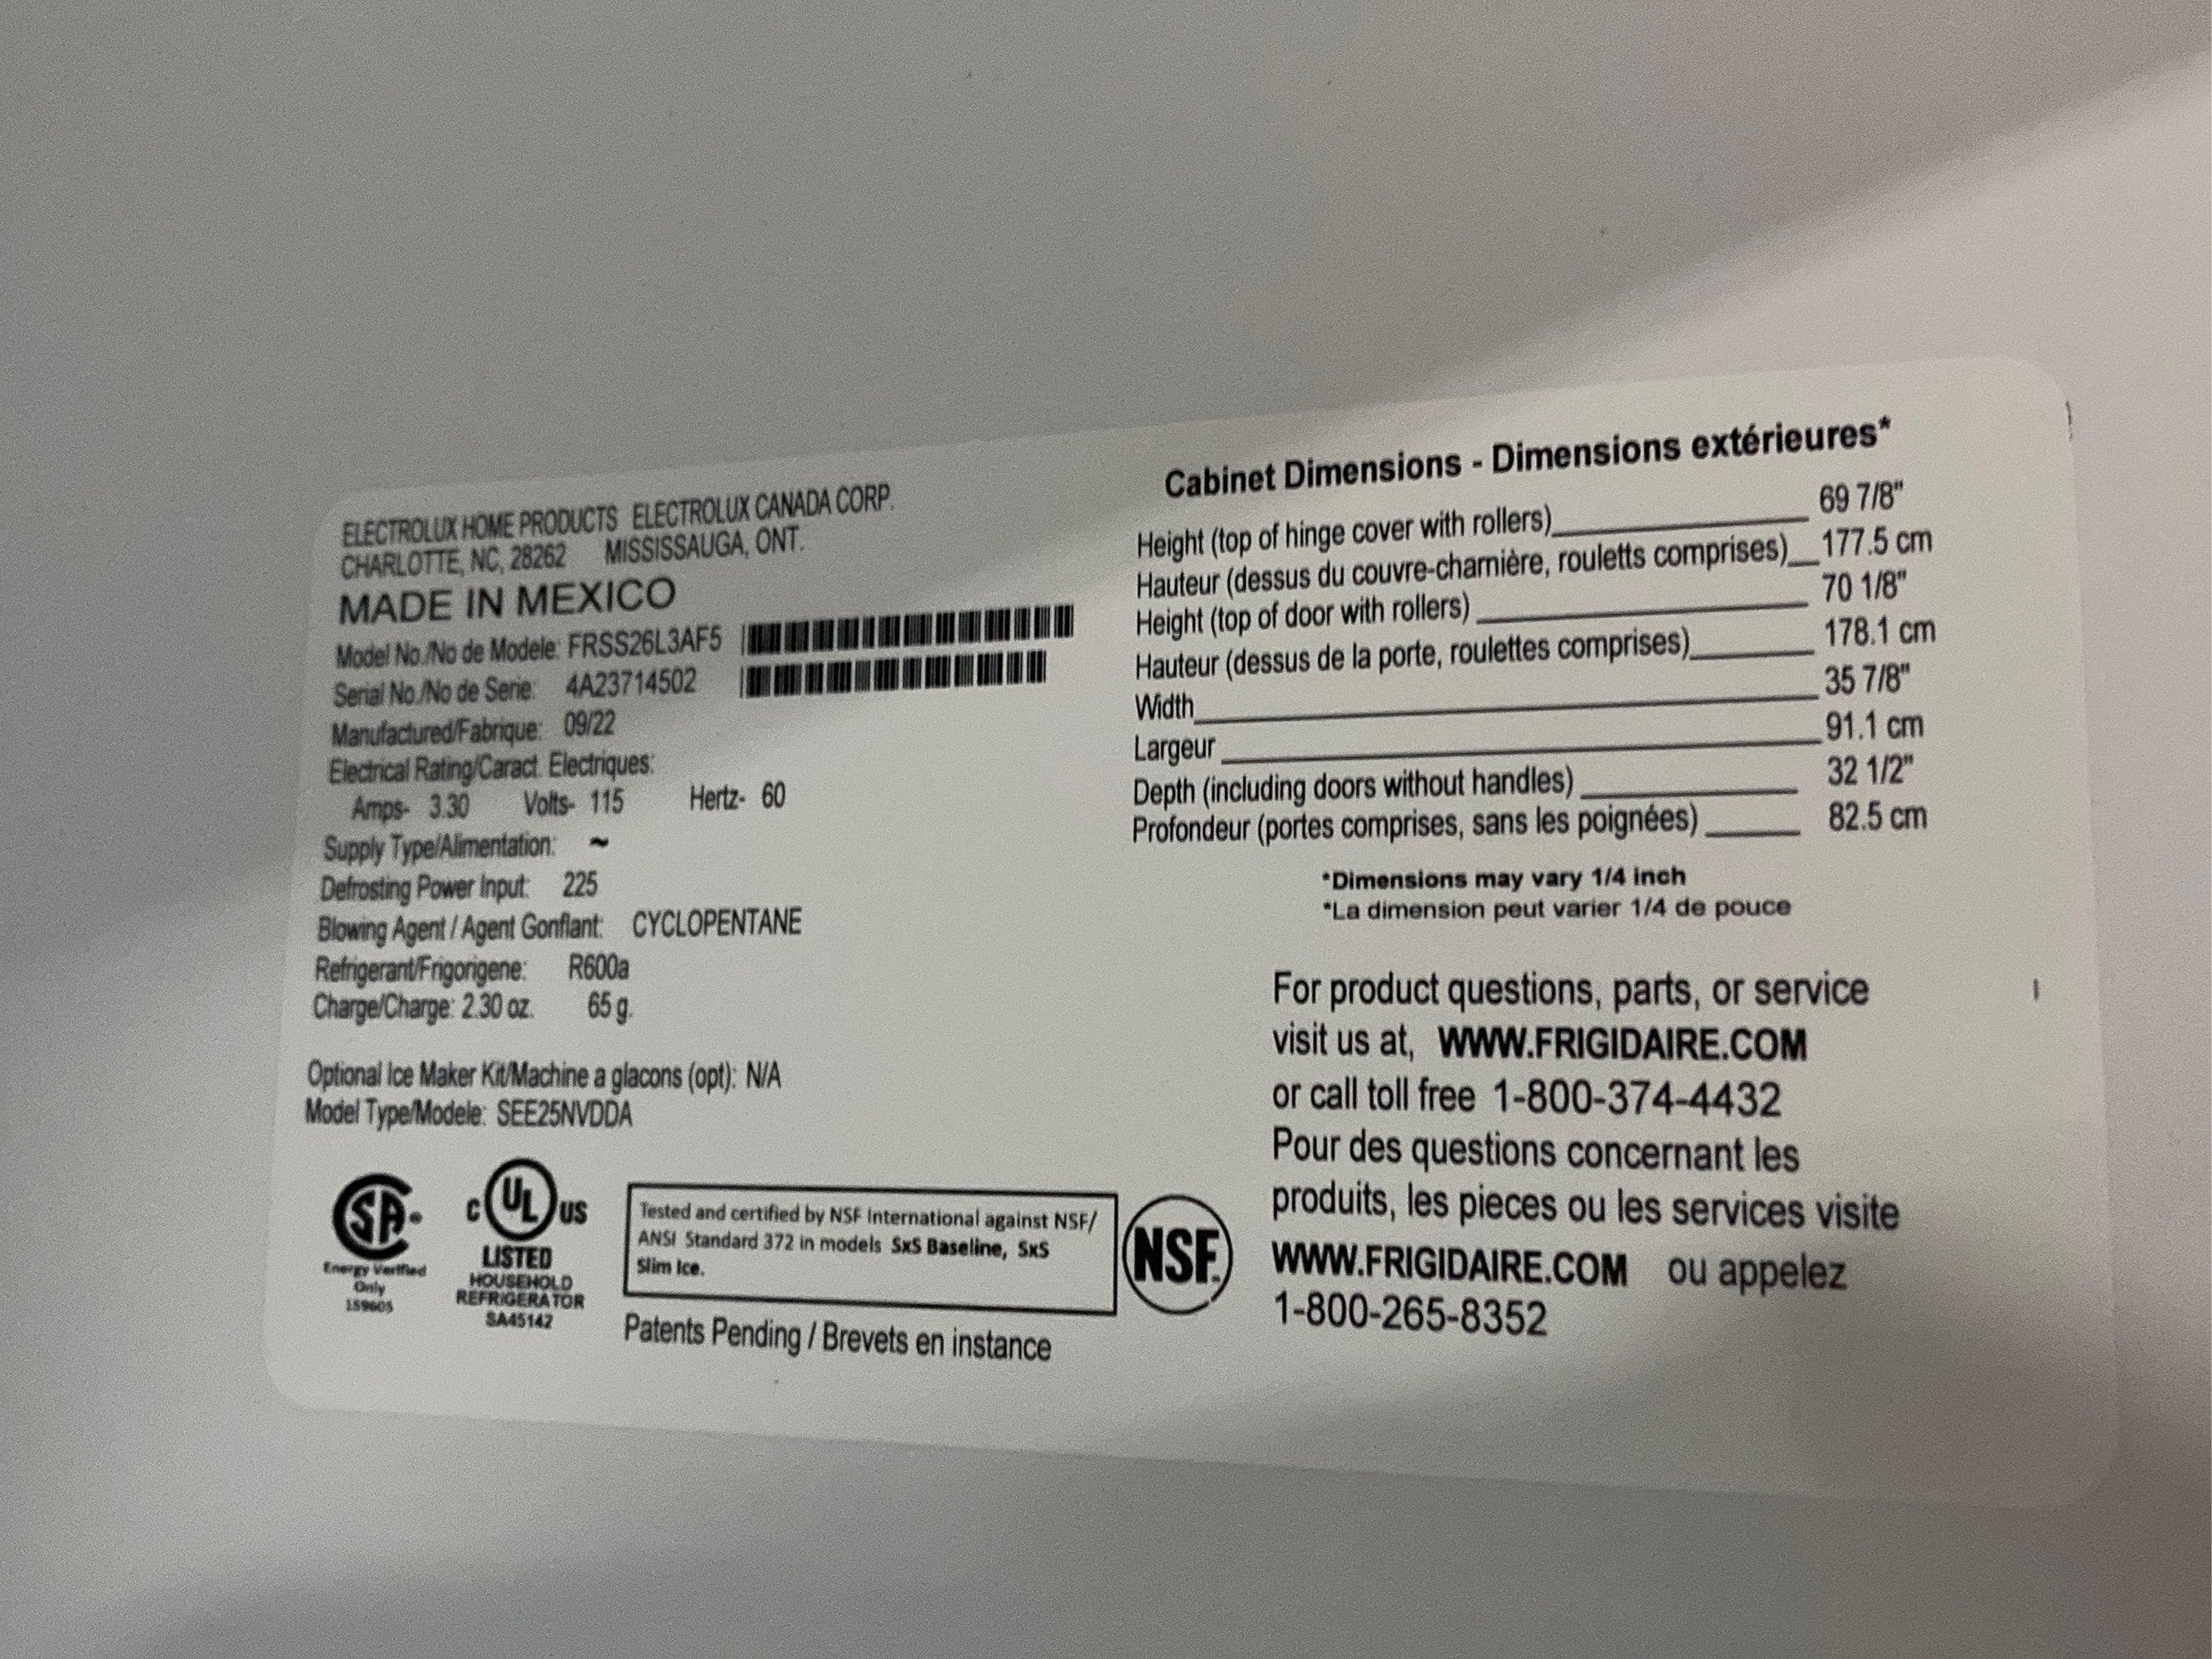 ELECTROLUX HOME PRODUCTS ELECTROLUX CANADA CORP.
CHARLOTTE, NC, 28262 MISSISSAUGA, ONT.
MADE IN MEXICO
Model No./No de Modele: FRSS26L3AF5
Serial No./No de Serie: 4A23714502
Manufactured/Fabrique: 09/22
Electrical Rating/Caract. Electriques:
Amps- 3.30 Volts- 115 Hertz- 60
Supply Type/Alimentation: ~
Defrosting Power Input: 225
Blowing Agent / Agent Gonflant: CYCLOPENTANE
Refrigerant/Frigorigene: R600a
Charge/Charge: 2.30 oz. 65 g.
Optional Ice Maker Kit/Machine a glacons (opt): N/A
Model Type/Modele: SEE25NVDDA
SA
Energy Verified
Only
159605
C UL US
LISTED
HOUSEHOLD
REFRIGERATOR
SA45142
Tested and certified by NSF International against NSF/
ANSI Standard 372 in models SxS Baseline, SxS
Slim Ice.
NSF
Patents Pending / Brevets en instance
Cabinet Dimensions - Dimensions extérieures*
Height (top of hinge cover with rollers) 69 7/8"
Hauteur (dessus du couvre-charnière, rouletts comprises) 177.5 cm
Height (top of door with rollers) 70 1/8"
Hauteur (dessus de la porte, roulettes comprises) 178.1 cm
Width 35 7/8"
Largeur 91.1 cm
Depth (including doors without handles) 32 1/2"
Profondeur (portes comprises, sans les poignées) 82.5 cm
*Dimensions may vary 1/4 inch
*La dimension peut varier 1/4 de pouce
For product questions, parts, or service
visit us at, WWW.FRIGIDAIRE.COM
or call toll free 1-800-374-4432
Pour des questions concernant les
produits, les pieces ou les services visite
WWW.FRIGIDAIRE.COM ou appelez
1-800-265-8352